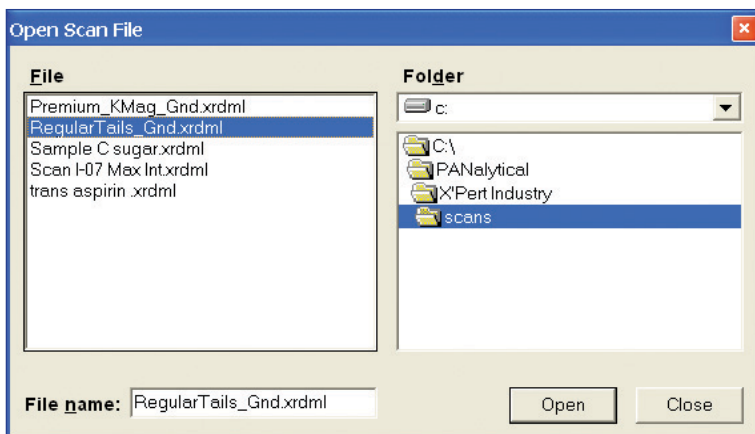 Open Scan File
File
Premium_KMag_Gnd.xrdml
RegularTails_Gnd.xrdml
Sample C sugar.xrdml
Scan I-07 Max Int.xrdml
trans aspirin .xrdml
Folder
c:
C:\
PANalytical
X'Pert Industry
scans
File name: RegularTails_Gnd.xrdml
Open Close